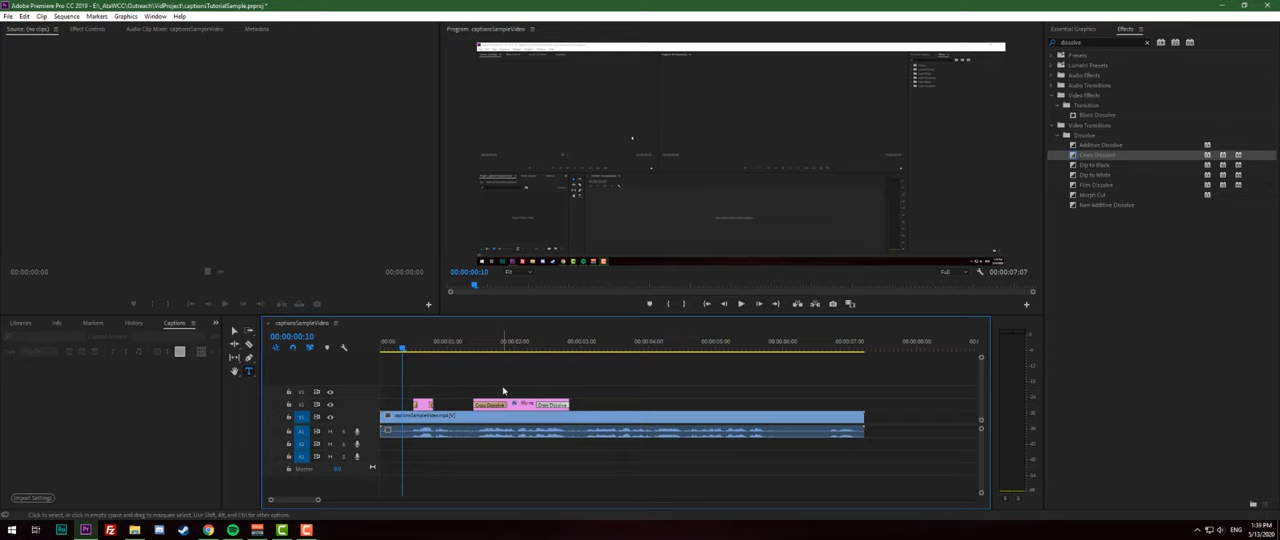 Adobe Premiere Pro CC 2019 - E:\_AtaWCC\Outreach\VidProject\captionsTutorialSample.prproj *
File Edit Clip Sequence Markers Graphics Window Help
Source: (no clips) Effect Controls Audio Clip Mixer: captionsSampleVideo Metadata
Program: captionsSampleVideo
Essential Graphics Effects
dissolve
Presets
Lumetri Presets
Audio Effects
Audio Transitions
Video Effects
Transition
Block Dissolve
Video Transitions
Dissolve
Additive Dissolve
Cross Dissolve
Dip to Black
Dip to White
Film Dissolve
Morph Cut
Non-Additive Dissolve
00:00:00:00 00:00:00:00
00:00:00:10 Fit Full 00:00:07:07
Libraries Info Markers History Captions
captionsSampleVideo
00:00:00:10
00:00 00:00:01:00 00:00:02:00 00:00:03:00 00:00:04:00 00:00:05:00 00:00:06:00 00:00:07:00
V3
V2 Cross Dissolve My na Cross Dissolve
V1 captionsSampleVideo.mp4 [V]
A1 M S
A2 M S
A3 M S
Master 0.0
S S
Import Settings
Click to select, or click in empty space and drag to marquee select. Use Shift, Alt, and Ctrl for other options.
ENG 1:39 PM
5/13/2020